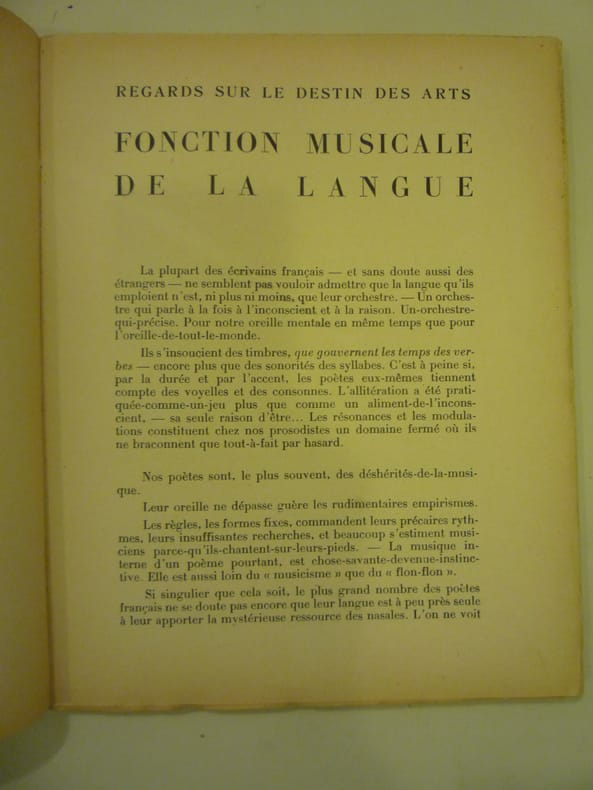 REGARDS SUR LE DESTIN DES ARTS
FONCTION MUSICALE
DE LA LANGUE
La plupart des écrivains français — et sans doute aussi des
étrangers — ne semblent pas vouloir admettre que la langue qu'ils
emploient n'est, ni plus ni moins, que leur orchestre. — Un orches-
tre qui parle à la fois à l'inconscient et à la raison. Un-orchestre-
qui-précise. Pour notre oreille mentale en même temps que pour
l'oreille-de-tout-le-monde.
Ils s'insoucient des timbres, que gouvernent les temps des ver-
bes — encore plus que des sonorités des syllabes. C'est à peine si,
par la durée et par l'accent, les poètes eux-mêmes tiennent
compte des voyelles et des consonnes. L'allitération a été prati-
quée-comme-un-jeu plus que comme un aliment-de-l'incons-
cient, — sa seule raison d'être... Les résonances et les modula-
tions constituent chez nos prosodistes un domaine fermé où ils
ne braconnent que tout-à-fait par hasard.
Nos poètes sont, le plus souvent, des déshérités-de-la-musi-
que.
Leur oreille ne dépasse guère les rudimentaires empirismes.
Les règles, les formes fixes, commandent leurs précaires ryth-
mes, leurs insuffisantes recherches, et beaucoup s'estiment musi-
ciens parce-qu'ils-chantent-sur-leurs-pieds. — La musique in-
terne d'un poème pourtant, est chose-savante-devenue-instinc-
tive. Elle est aussi loin du « musicisme » que du « flon-flon ».
Si singulier que cela soit, le plus grand nombre des poètes
français ne se doute pas encore que leur langue est à peu près seule
à leur apporter la mystérieuse ressource des nasales. L'on ne voit